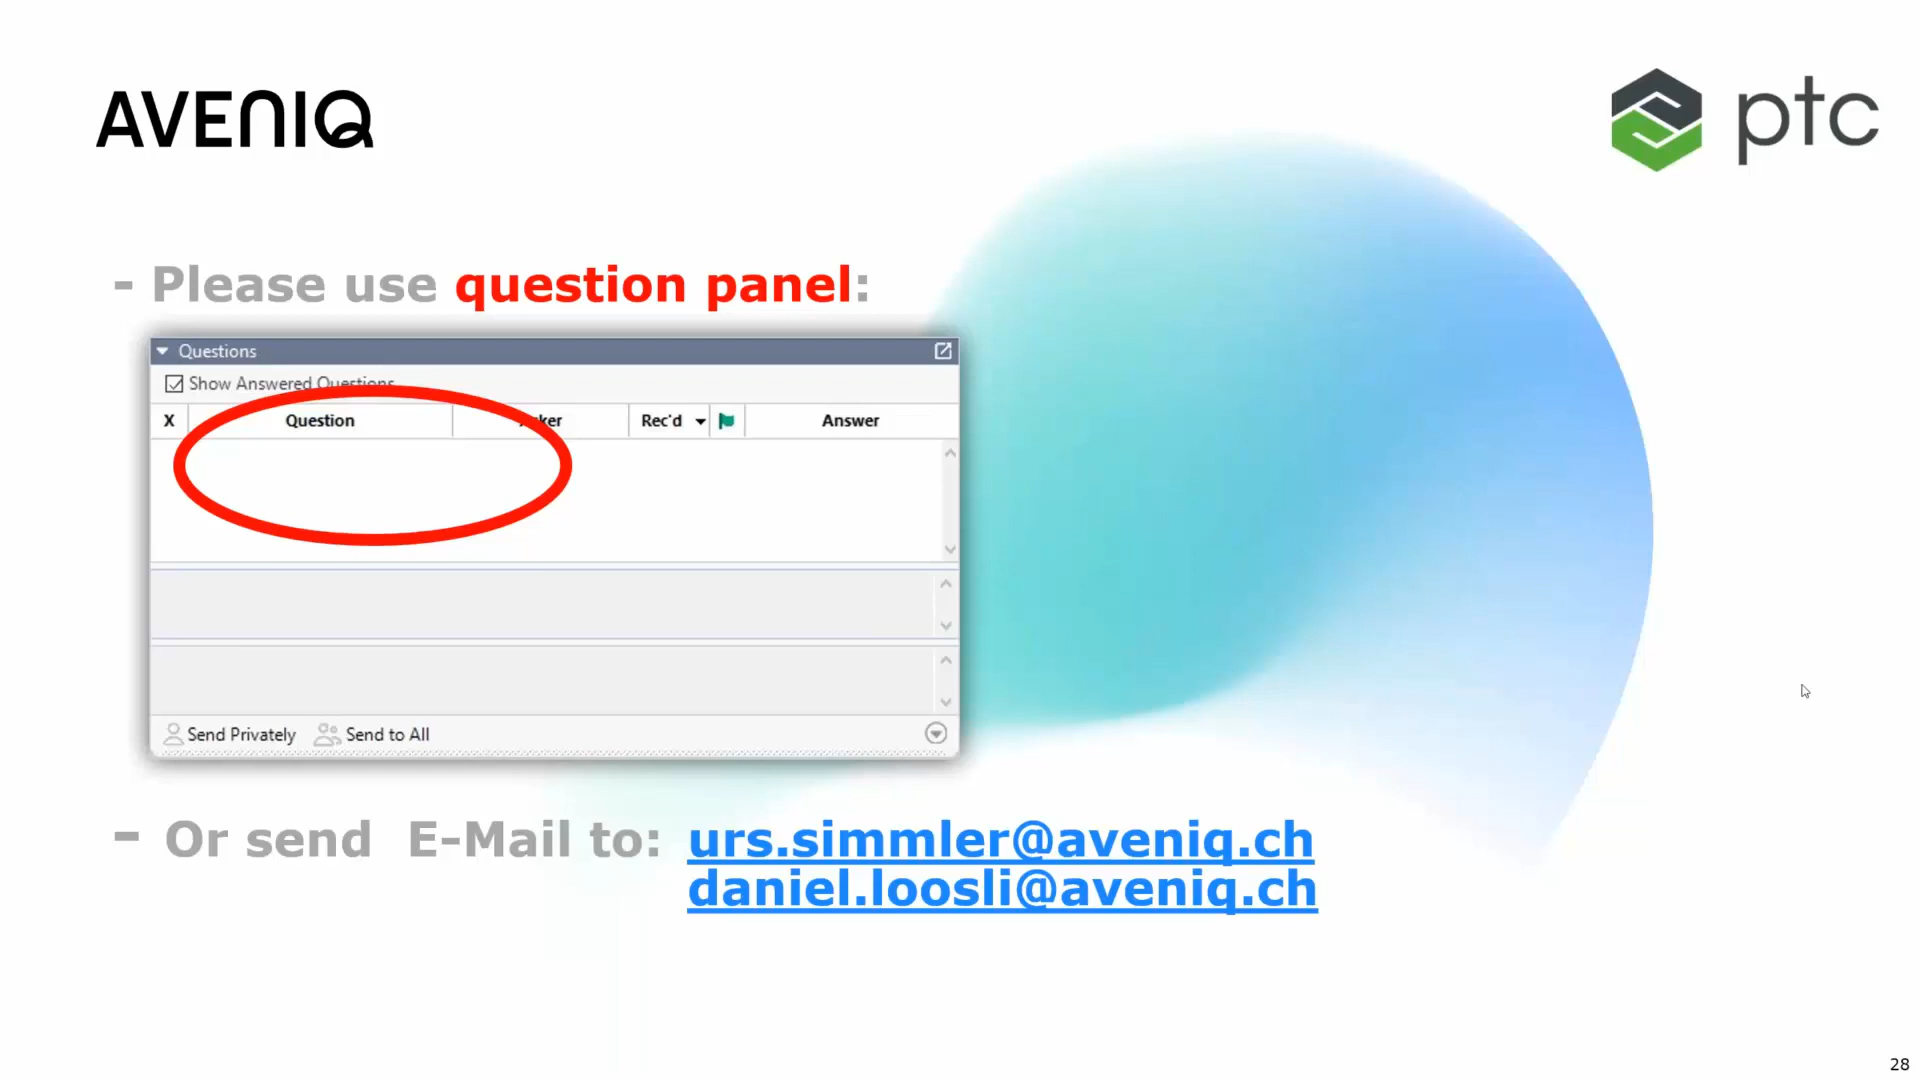 AVENIQ
ptc
- Please use question panel:
Questions
Show Answered Questions
X Question Rec'd Answer
Send Privately Send to All
- Or send E-Mail to: urs.simmler@aveniq.ch
daniel.loosli@aveniq.ch
28